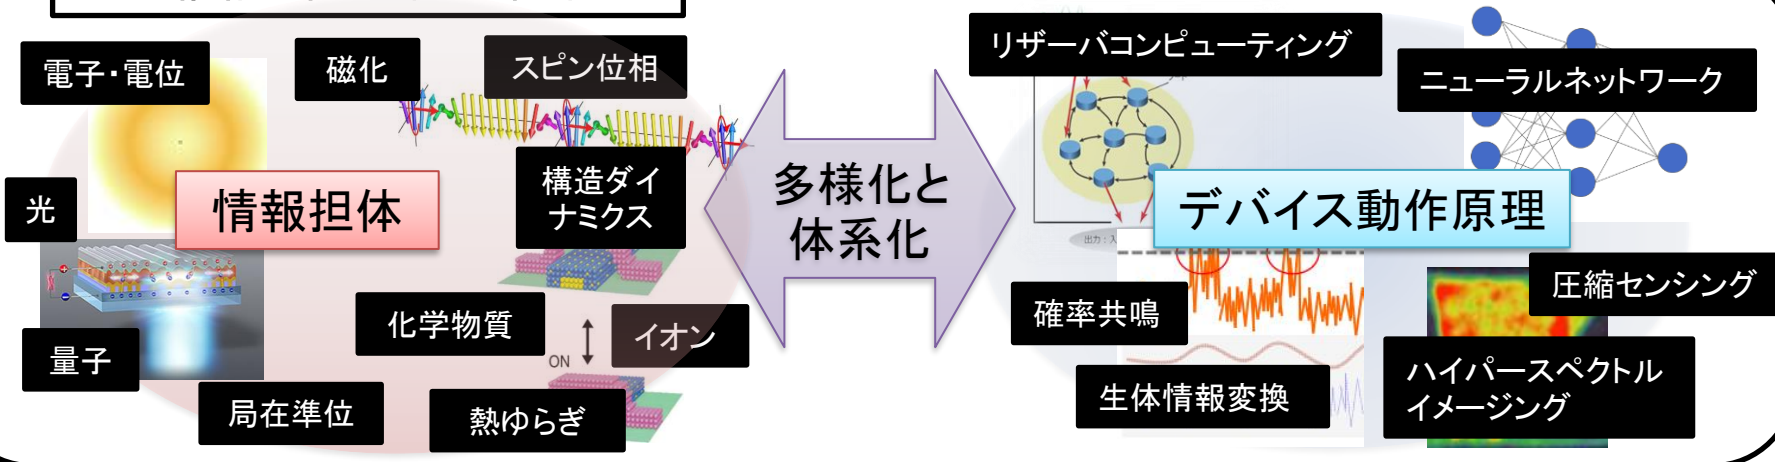 電子・電位
磁化
スピン位相
構造ダイ
ナミクス
光
情報担体
化学物質
ON
イオン
量子
局在準位
熱ゆらぎ
多様化と
体系化
リザーバコンピューティング
ニューラルネットワーク
デバイス動作原理
出力：入
圧縮センシング
確率共鳴
生体情報変換
ハイパースペクトル
イメージング